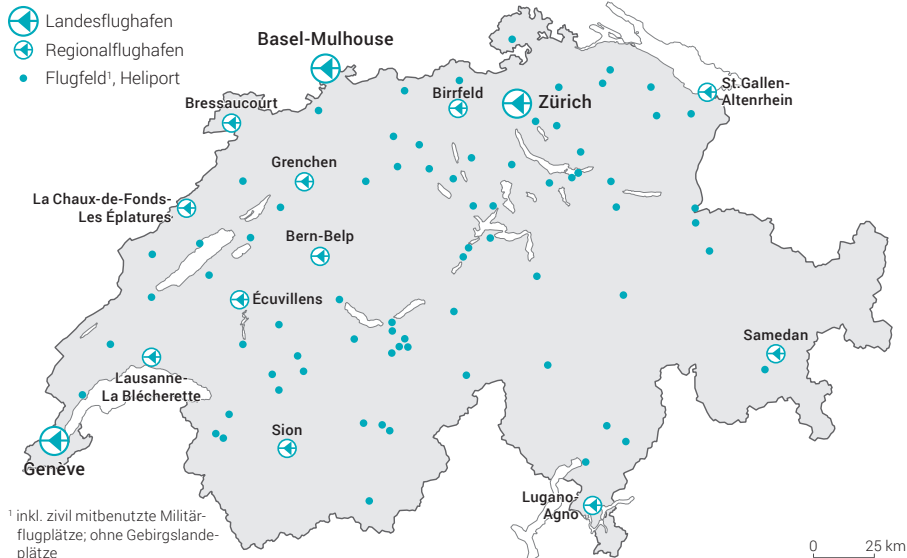 Landesflughafen
Regionalflughafen
Flugfeld¹, Heliport
Basel-Mulhouse
Bressaucourt
Birrfeld
Zürich
St.Gallen-
Altenrhein
Grenchen
La Chaux-de-Fonds-
Les Éplatures
Bern-Belp
Écuvillens
Samedan
Lausanne-
La Blécherette
Sion
Genève
Lugano-
Agno
¹ inkl. zivil mitbenutzte Militär-
flugplätze; ohne Gebirgslande-
plätze
0 25 km